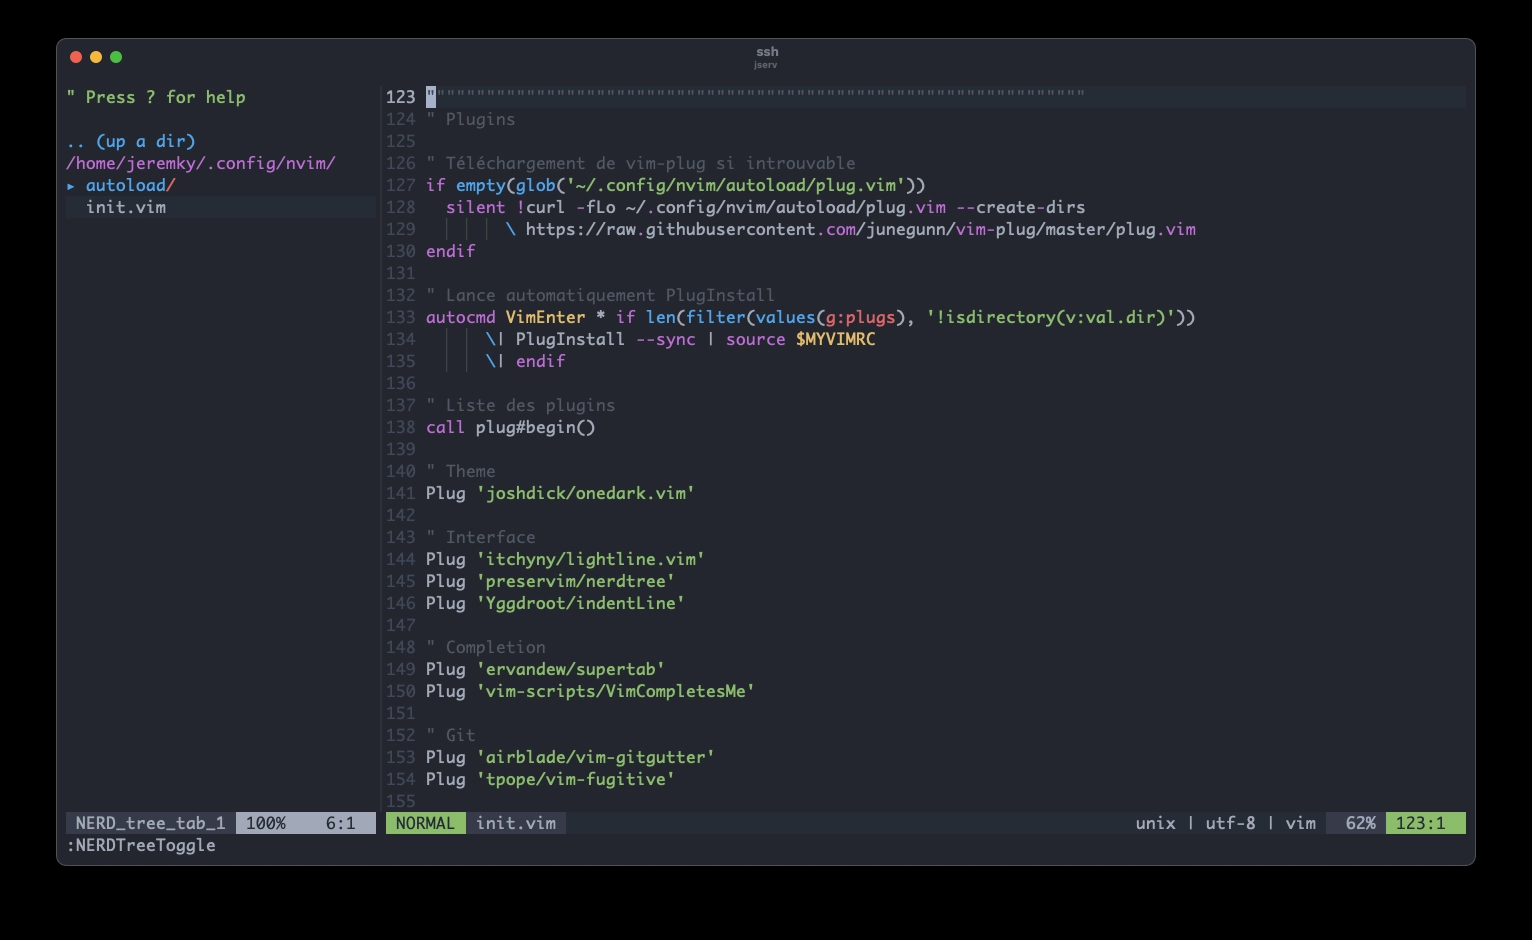 ssh
jserv
" Press ? for help
.. (up a dir)
/home/jeremky/.config/nvim/
▸ autoload/
init.vim
123 """"""""""""""""""""""""""""""""""""""""""""""""""""""""""""""""""
124 " Plugins
125
126 " Téléchargement de vim-plug si introuvable
127 if empty(glob('~/.config/nvim/autoload/plug.vim'))
128   silent !curl -fLo ~/.config/nvim/autoload/plug.vim --create-dirs
129         \ https://raw.githubusercontent.com/junegunn/vim-plug/master/plug.vim
130 endif
131
132 " Lance automatiquement PlugInstall
133 autocmd VimEnter * if len(filter(values(g:plugs), '!isdirectory(v:val.dir)'))
134       \| PlugInstall --sync | source $MYVIMRC
135       \| endif
136
137 " Liste des plugins
138 call plug#begin()
139
140 " Theme
141 Plug 'joshdick/onedark.vim'
142
143 " Interface
144 Plug 'itchyny/lightline.vim'
145 Plug 'preservim/nerdtree'
146 Plug 'Yggdroot/indentLine'
147
148 " Completion
149 Plug 'ervandew/supertab'
150 Plug 'vim-scripts/VimCompletesMe'
151
152 " Git
153 Plug 'airblade/vim-gitgutter'
154 Plug 'tpope/vim-fugitive'
155
NERD_tree_tab_1 100% 6:1 NORMAL init.vim unix | utf-8 | vim 62% 123:1
:NERDTreeToggle